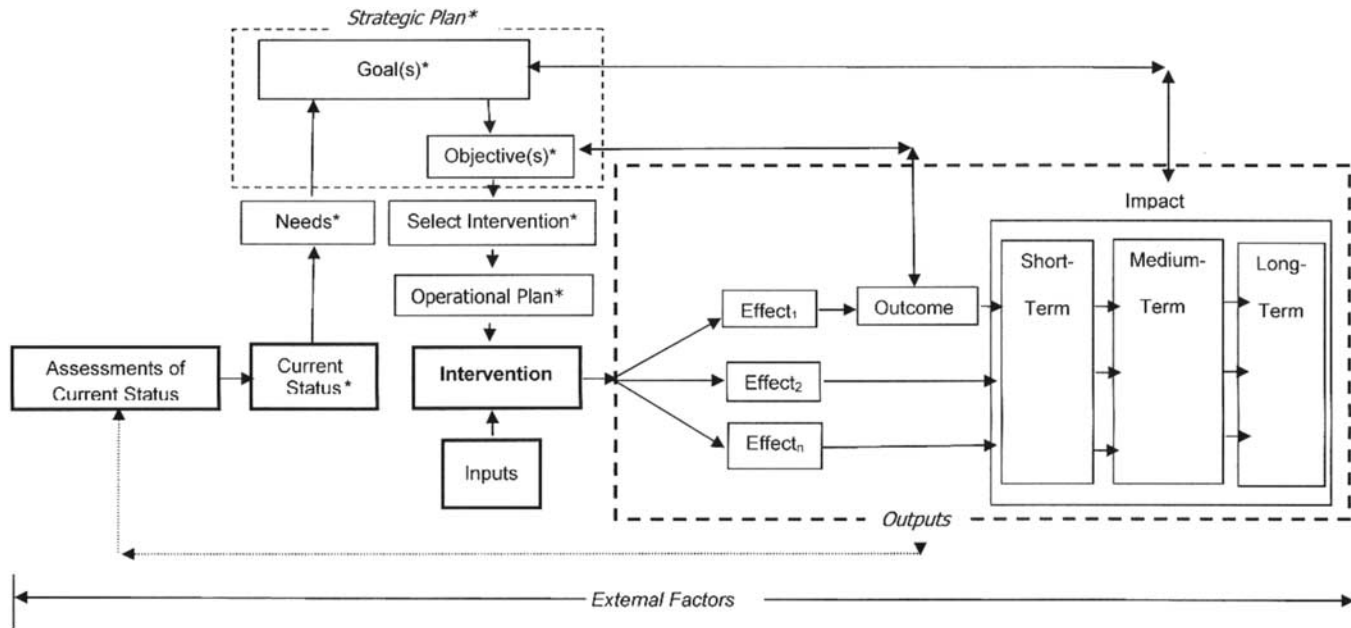 Strategic Plan*
Goal(s)*
Objective(s)*
Needs*
Select Intervention*
Operational Plan*
Assessments of
Current Status
Current
Status*
Intervention
Inputs
Effect₁
Effect₂
Effectₙ
Outcome
Impact
Short-
Term
Medium-
Term
Long-
Term
Outputs
External Factors